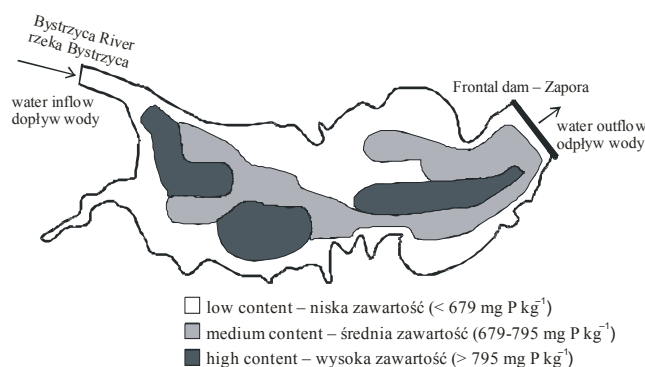 Bystrzyca River
rzeka Bystrzyca
water inflow
dopływ wody
Frontal dam – Zapora
water outflow
odpływ wody
low content – niska zawartość (< 679 mg P kg⁻¹)
medium content – średnia zawartość (679-795 mg P kg⁻¹)
high content – wysoka zawartość (> 795 mg P kg⁻¹)